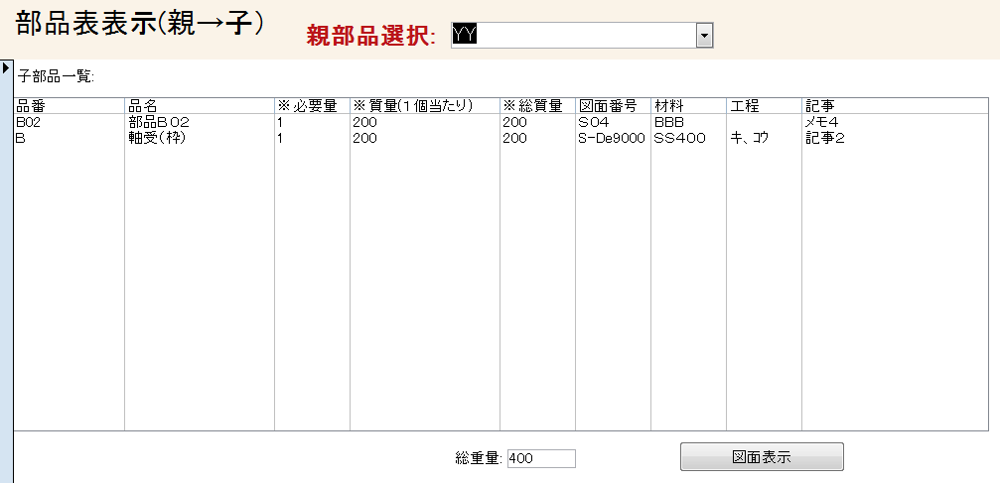 部品表表示(親→子)
親部品選択: YY
子部品一覧:
品番 品名 ※必要量 ※質量(1個当たり) ※総質量 図面番号 材料 工程 記事
B02 部品B02 1 200 200 S04 BBB メモ4
B 軸受(枠) 1 200 200 S-De9000 SS400 キ、コウ 記事2
総重量: 400 図面表示